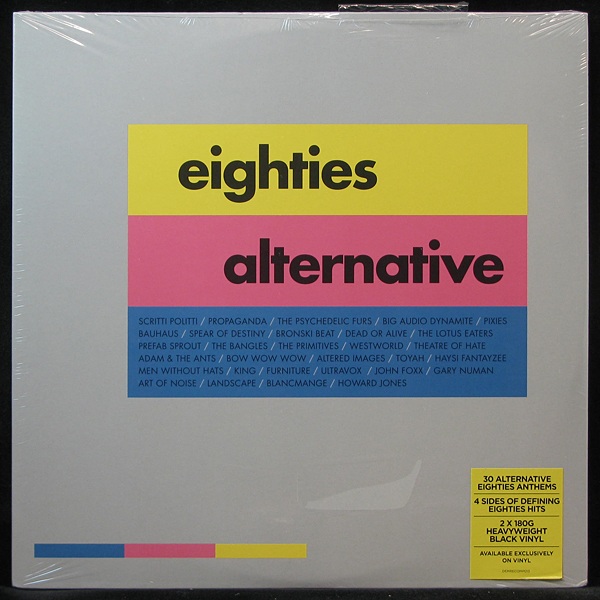 eighties
alternative
SCRITTI POLITTI / PROPAGANDA / THE PSYCHEDELIC FURS / BIG AUDIO DYNAMITE / PIXIES
BAUHAUS / SPEAR OF DESTINY / BRONSKI BEAT / DEAD OR ALIVE / THE LOTUS EATERS
PREFAB SPROUT / THE BANGLES / THE PRIMITIVES / WESTWORLD / THEATRE OF HATE
ADAM & THE ANTS / BOW WOW WOW / ALTERED IMAGES / TOYAH / HAYSI FANTAYZEE
MEN WITHOUT HATS / KING / FURNITURE / ULTRAVOX / JOHN FOXX / GARY NUMAN
ART OF NOISE / LANDSCAPE / BLANCMANGE / HOWARD JONES
30 ALTERNATIVE
EIGHTIES ANTHEMS
4 SIDES OF DEFINING
EIGHTIES HITS
2 X 180G
HEAVYWEIGHT
BLACK VINYL
AVAILABLE EXCLUSIVELY
ON VINYL